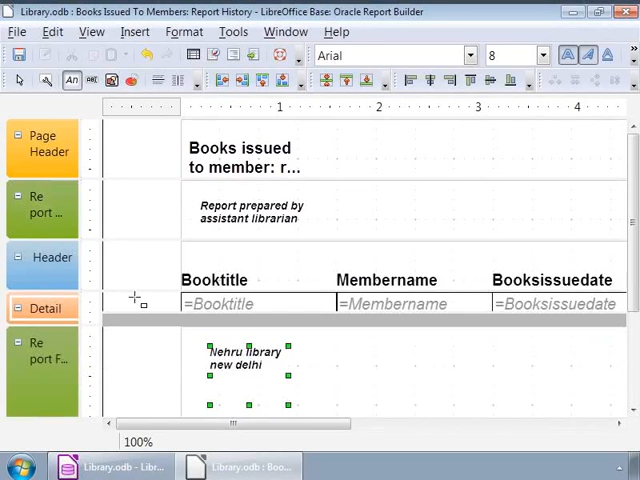 Library.odb : Books Issued To Members: Report History - LibreOffice Base: Oracle Report Builder
File Edit View Insert Format Tools Window Help
Arial 8 A A A
An ABC
1 2 3 4
Page
Header
Books issued
to member: r...
Re
port ...
Report prepared by
assistant librarian
Header
Booktitle Membername Booksissuedate
Detail
=Booktitle =Membername =Booksissuedate
Re
port F...
Nehru library
new delhi
100%
Library.odb - Libr...
Library.odb : Boo...